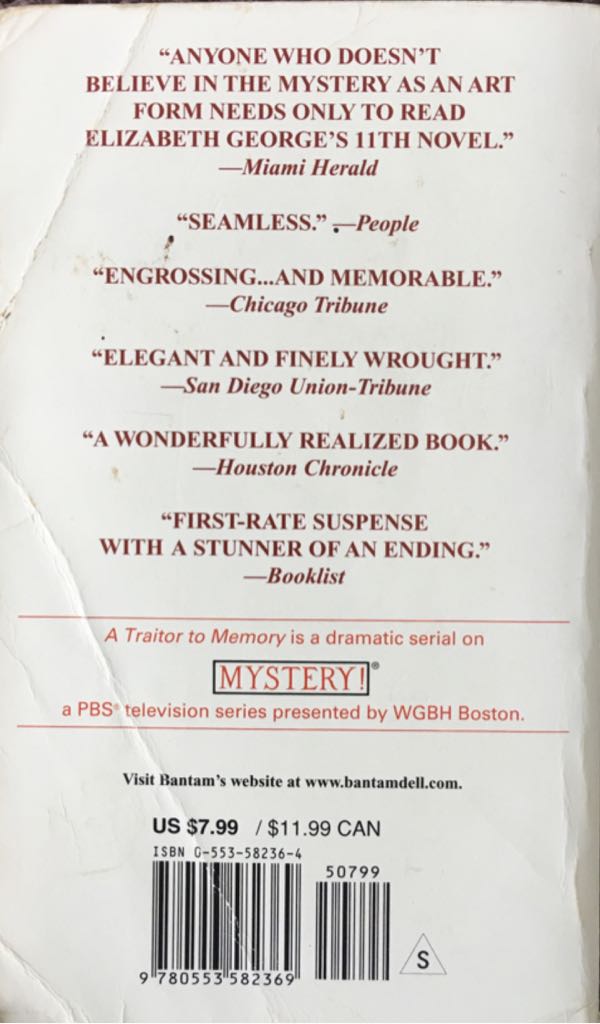 “ANYONE WHO DOESN’T
BELIEVE IN THE MYSTERY AS AN ART
FORM NEEDS ONLY TO READ
ELIZABETH GEORGE’S 11TH NOVEL.”
—Miami Herald
“SEAMLESS.” —People
“ENGROSSING...AND MEMORABLE.”
—Chicago Tribune
“ELEGANT AND FINELY WROUGHT.”
—San Diego Union-Tribune
“A WONDERFULLY REALIZED BOOK.”
—Houston Chronicle
“FIRST-RATE SUSPENSE
WITH A STUNNER OF AN ENDING.”
—Booklist
A Traitor to Memory is a dramatic serial on
MYSTERY!®
a PBS® television series presented by WGBH Boston.
Visit Bantam’s website at www.bantamdell.com.
US $7.99 / $11.99 CAN
ISBN 0-553-58236-4
50799
9 780553 582369
S